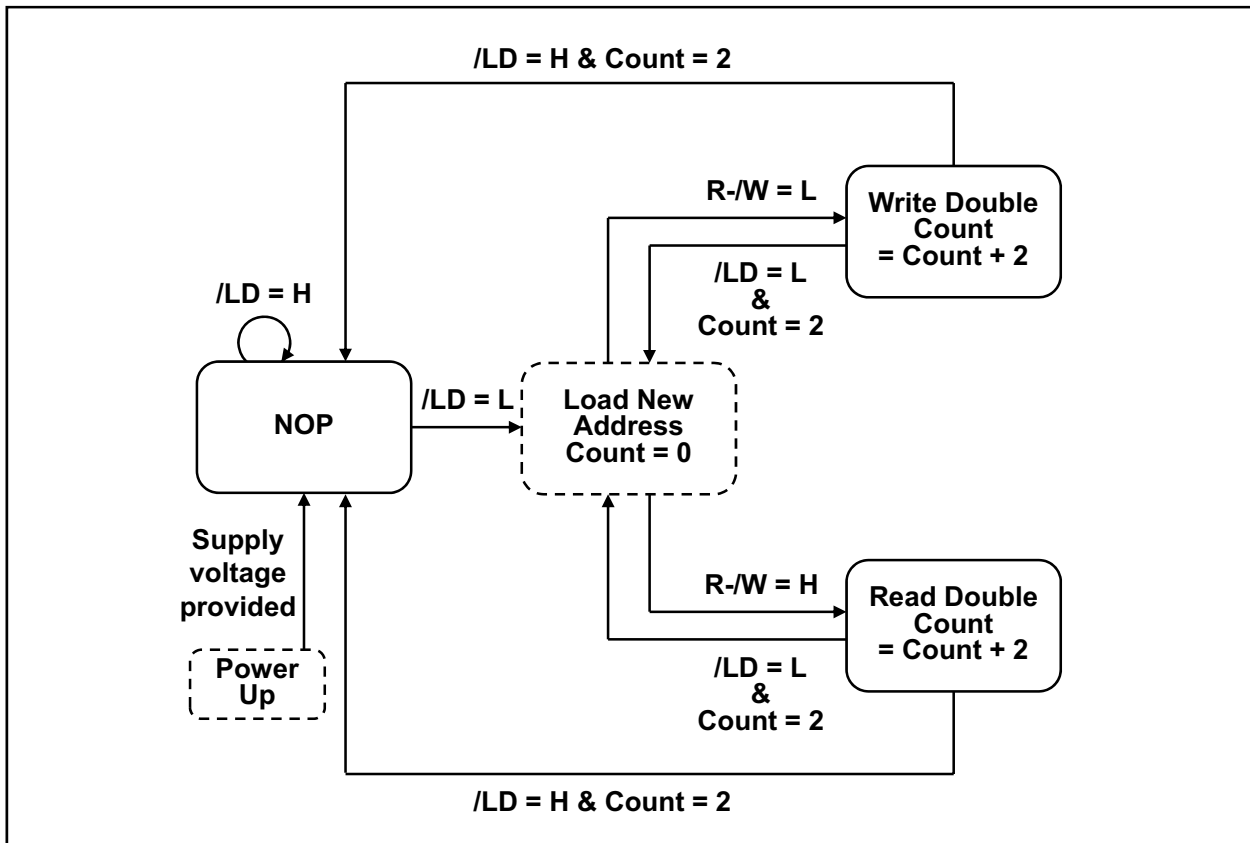 /LD = H & Count = 2
R-/W = L
Write Double
Count
= Count + 2
/LD = L
&
Count = 2
/LD = H
NOP
/LD = L
Load New
Address
Count = 0
Supply
voltage
provided
Power
Up
R-/W = H
Read Double
Count
= Count + 2
/LD = L
&
Count = 2
/LD = H & Count = 2